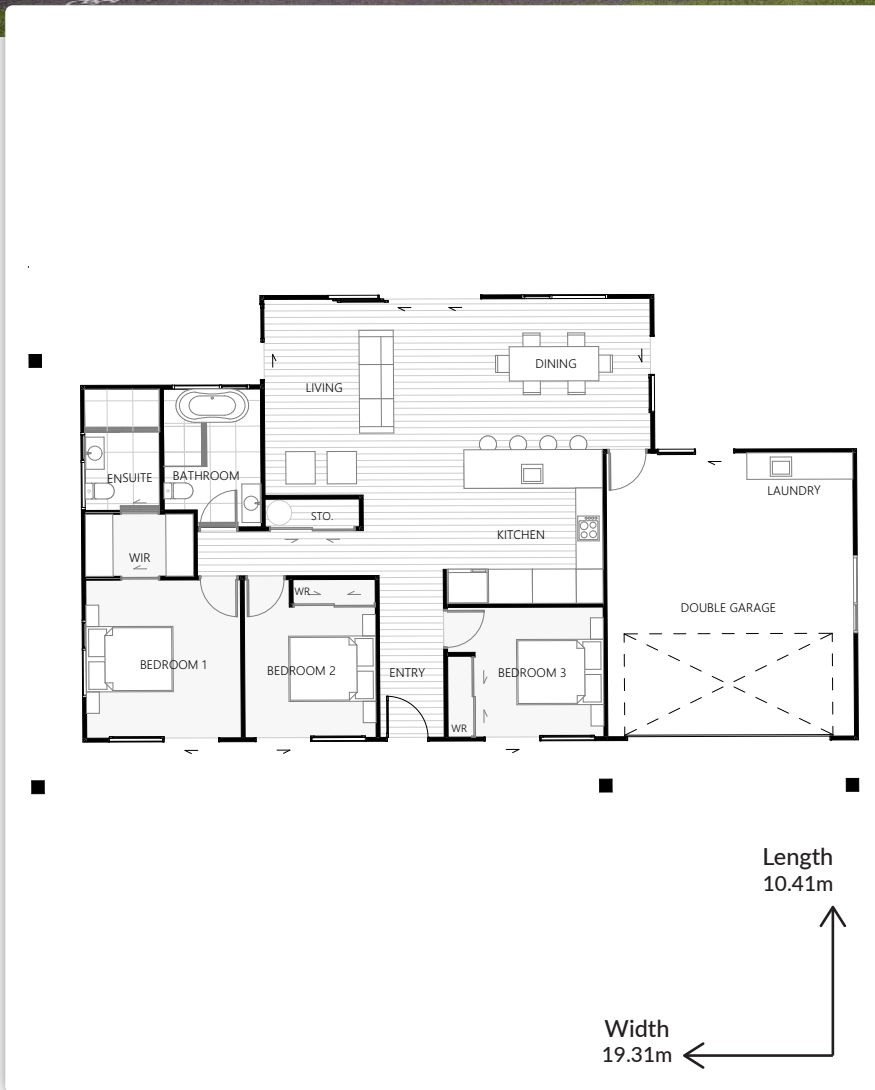 DINING
LIVING
ENSUITE
BATHROOM
LAUNDRY
STO.
KITCHEN
WIR
WR
DOUBLE GARAGE
BEDROOM 1
BEDROOM 2
ENTRY
BEDROOM 3
WR
Length
10.41m
Width
19.31m